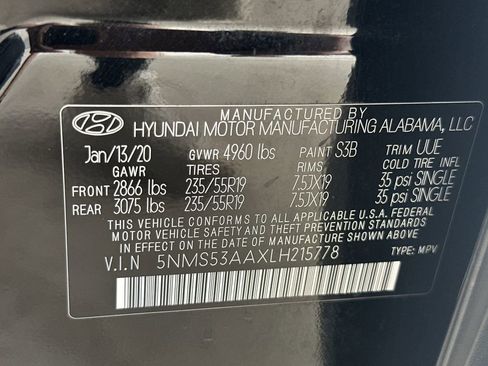 MANUFACTURED BY
HYUNDAI MOTOR MANUFACTURING ALABAMA, LLC
Jan/13/20 GVWR 4960 lbs PAINT S3B TRIM UUE
GAWR TIRES RIMS COLD TIRE INFL
FRONT 2866 lbs 235/55R19 7.5JX19 35 psi SINGLE
REAR 3075 lbs 235/55R19 7.5JX19 35 psi SINGLE
THIS VEHICLE CONFORMS TO ALL APPLICABLE U.S.A. FEDERAL
MOTOR VEHICLE SAFETY AND THEFT PREVENTION STANDARDS
IN EFFECT ON THE DATE OF MANUFACTURE SHOWN ABOVE.
V.I.N 5NMS53AAXLH215778 TYPE: MPV